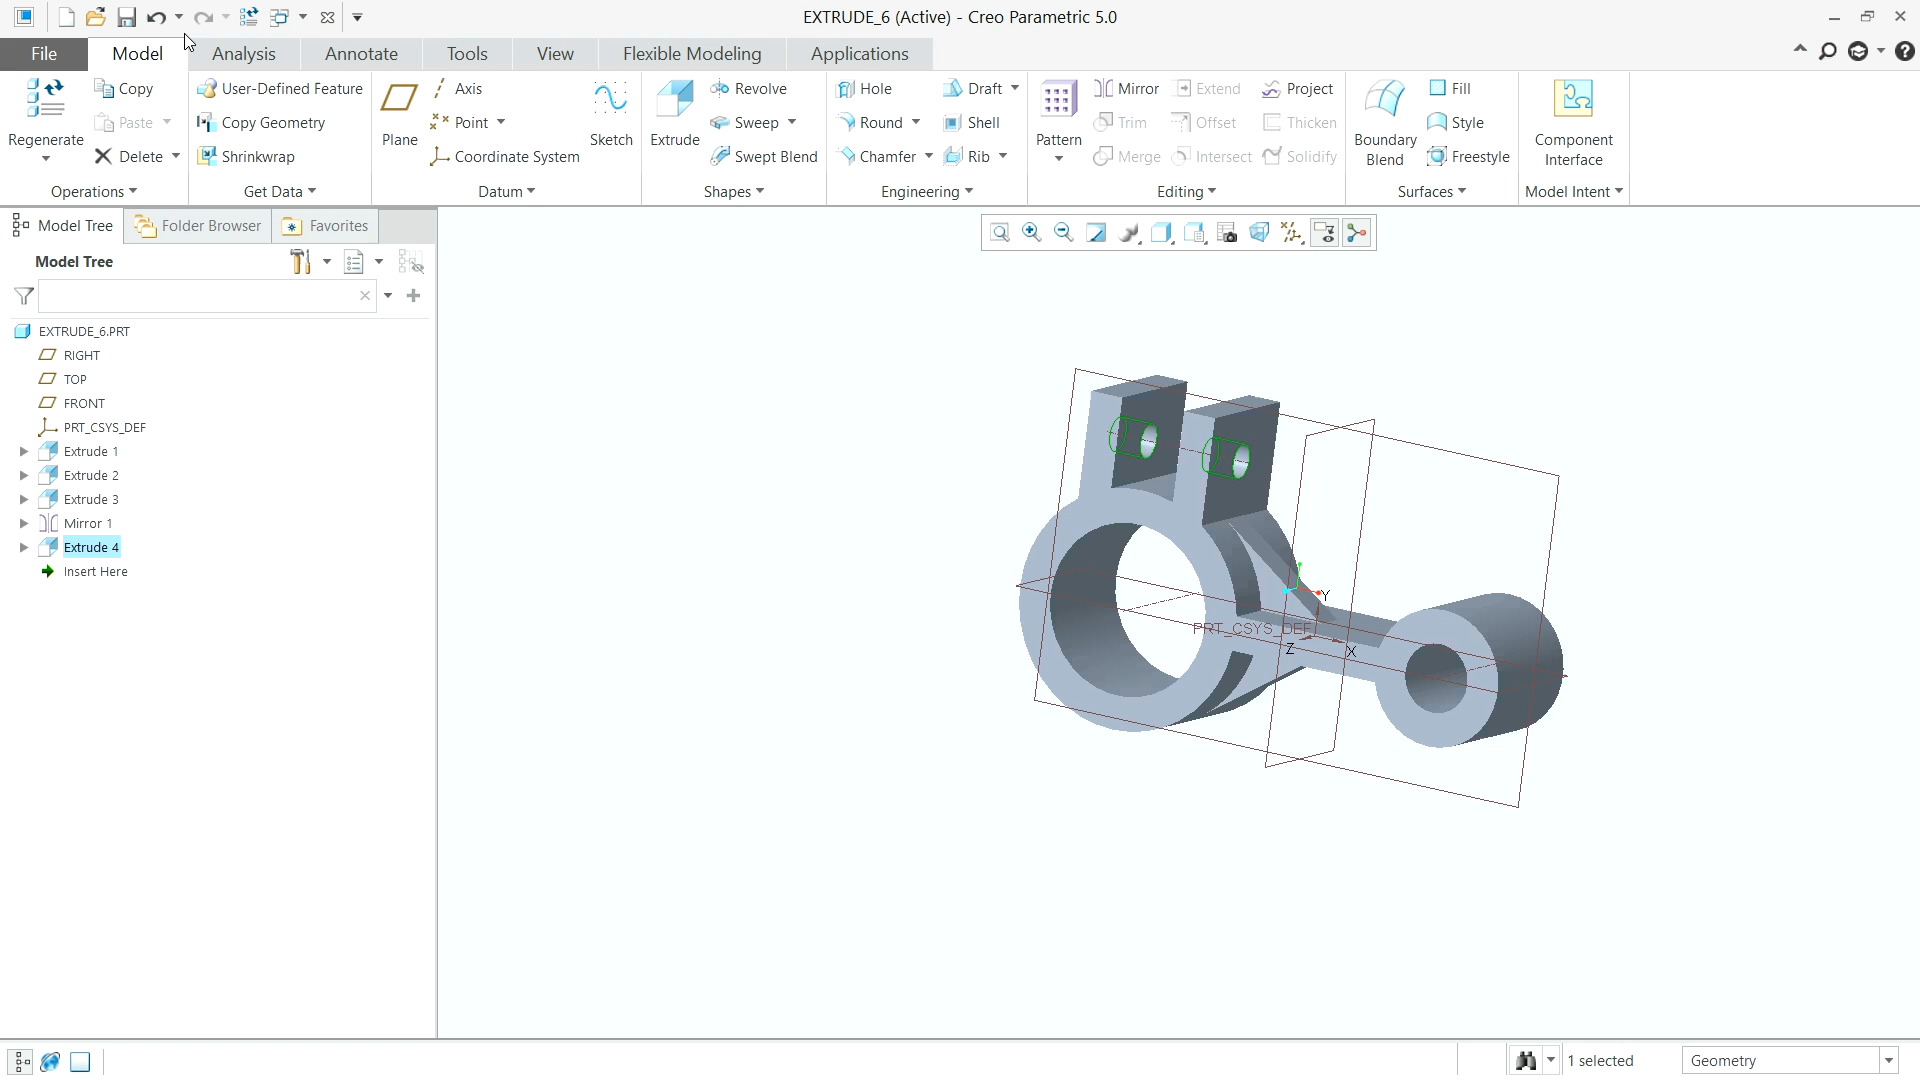 EXTRUDE_6 (Active) - Creo Parametric 5.0
File Model Analysis Annotate Tools View Flexible Modeling Applications
Regenerate
Copy
Paste
Delete
Operations
User-Defined Feature
Copy Geometry
Shrinkwrap
Get Data
Plane
Axis
Point
Coordinate System
Sketch
Datum
Extrude
Revolve
Sweep
Swept Blend
Shapes
Hole
Round
Chamfer
Draft
Shell
Rib
Engineering
Pattern
Mirror
Trim
Merge
Extend
Offset
Intersect
Project
Thicken
Solidify
Editing
Boundary
Blend
Fill
Style
Freestyle
Surfaces
Component
Interface
Model Intent
Model Tree Folder Browser Favorites
Model Tree
EXTRUDE_6.PRT
RIGHT
TOP
FRONT
PRT_CSYS_DEF
Extrude 1
Extrude 2
Extrude 3
Mirror 1
Extrude 4
Insert Here
Y
PRT_CSYS_DEF
Z
X
1 selected
Geometry